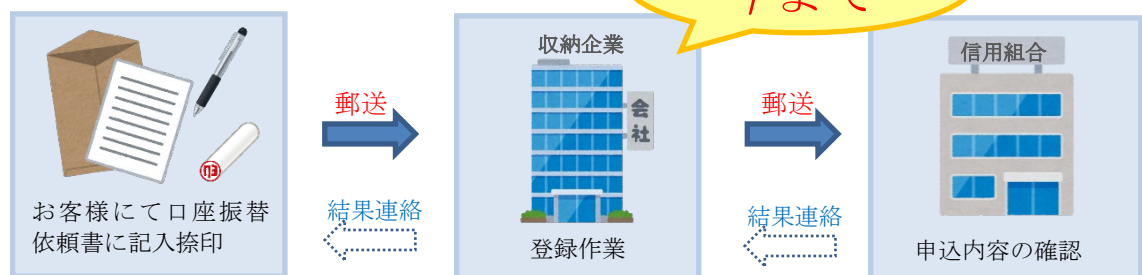 まで
収納企業
信用組合
郵送
会社
郵送
結果連絡
結果連絡
お客様にて口座振替
依頼書に記入捺印
登録作業
申込内容の確認